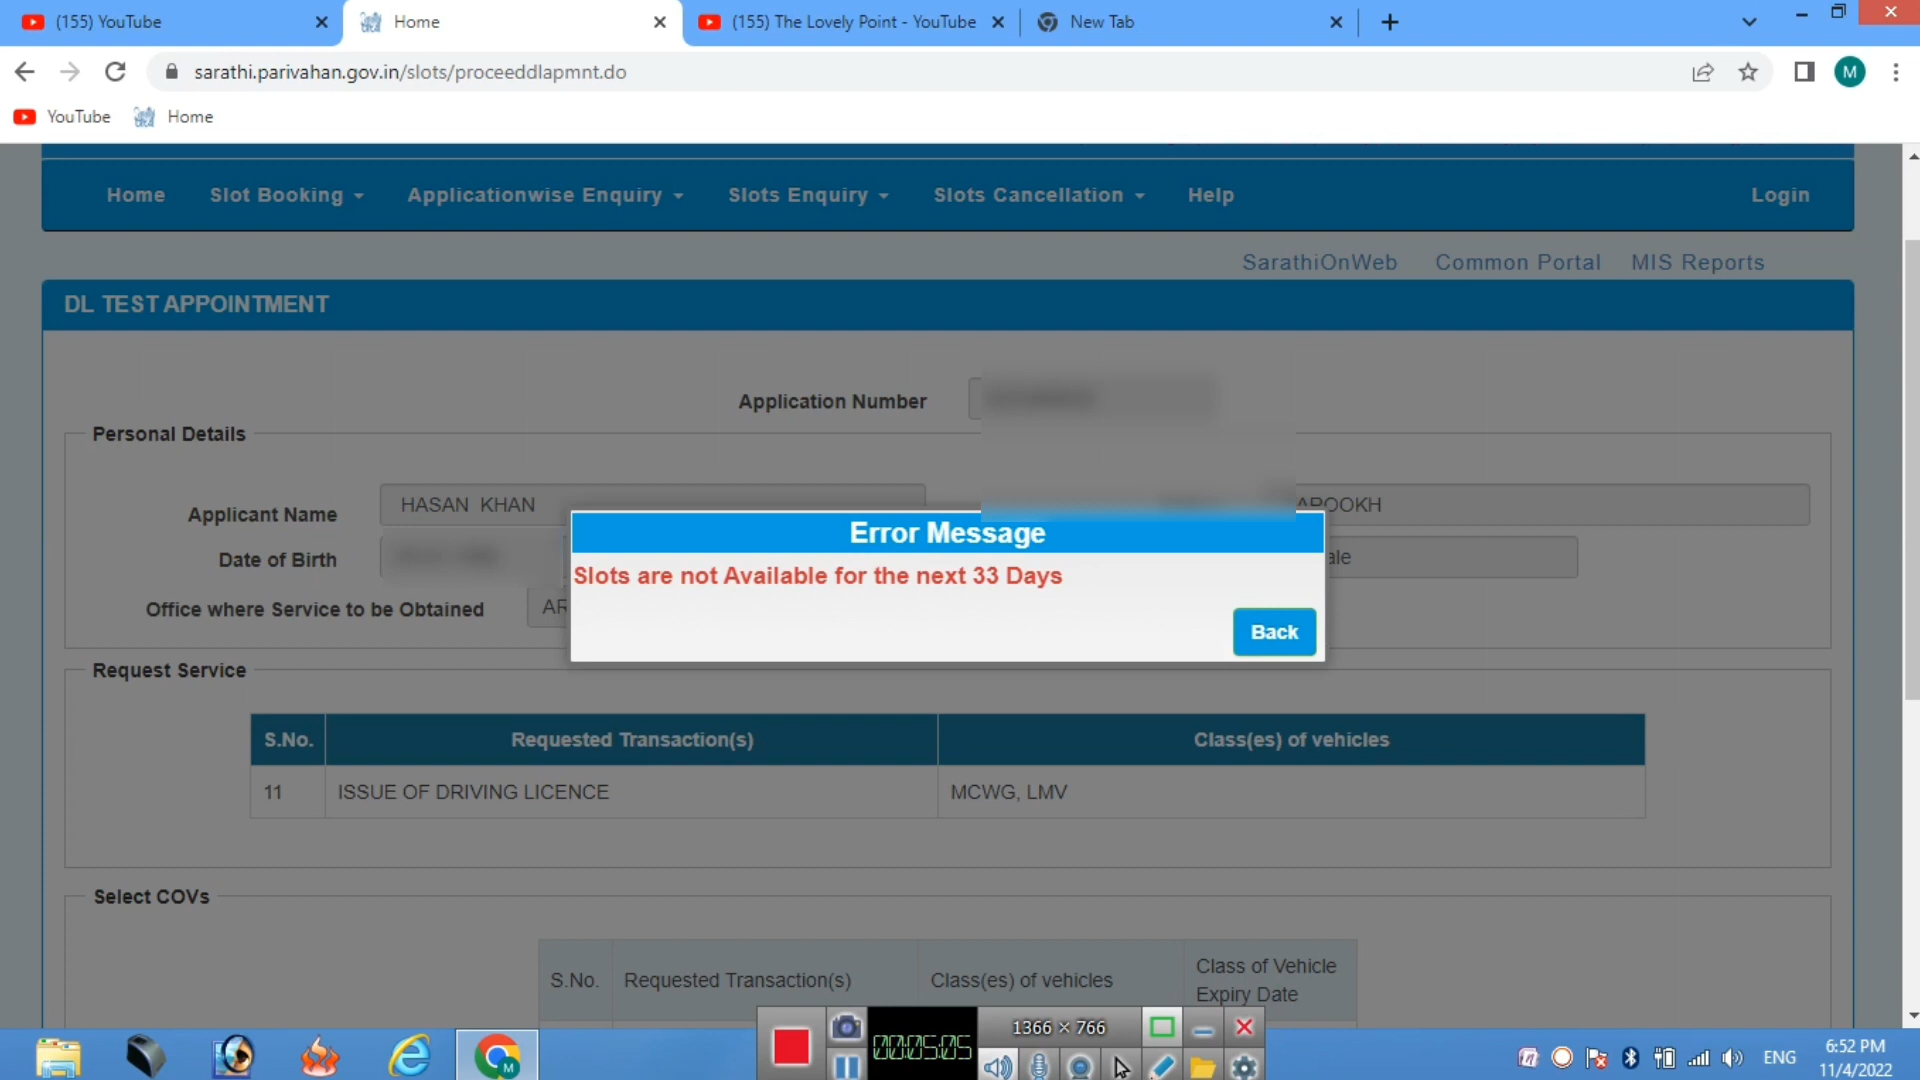 (155) YouTube
Home
(155) The Lovely Point - YouTube
New Tab
sarathi.parivahan.gov.in/slots/proceeddlapmnt.do
M
YouTube
Home
Home
Slot Booking
Applicationwise Enquiry
Slots Enquiry
Slots Cancellation
Help
Login
SarathiOnWeb
Common Portal
MIS Reports
DL TEST APPOINTMENT
Application Number
Personal Details
Applicant Name
HASAN KHAN
AROOKH
Date of Birth
ale
Office where Service to be Obtained
AR
Error Message
Slots are not Available for the next 33 Days
Back
Request Service
S.No. Requested Transaction(s) Class(es) of vehicles
11 ISSUE OF DRIVING LICENCE MCWG, LMV
Select COVs
S.No. Requested Transaction(s) Class(es) of vehicles Class of Vehicle
Expiry Date
1366 × 766
00:05:05
M
ENG
6:52 PM
11/4/2022